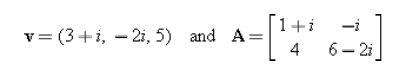 v = (3 + i, − 2i, 5) and A = [ 1 + i −i
4 6 − 2i ]